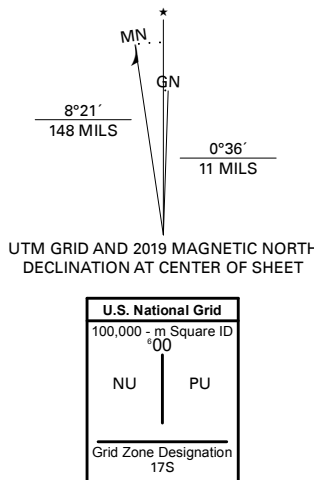 ★
MN
GN
8°21´
148 MILS
0°36´
11 MILS
UTM GRID AND 2019 MAGNETIC NORTH
DECLINATION AT CENTER OF SHEET
U.S. National Grid
100,000 - m Square ID
⁶00
NU PU
Grid Zone Designation
17S